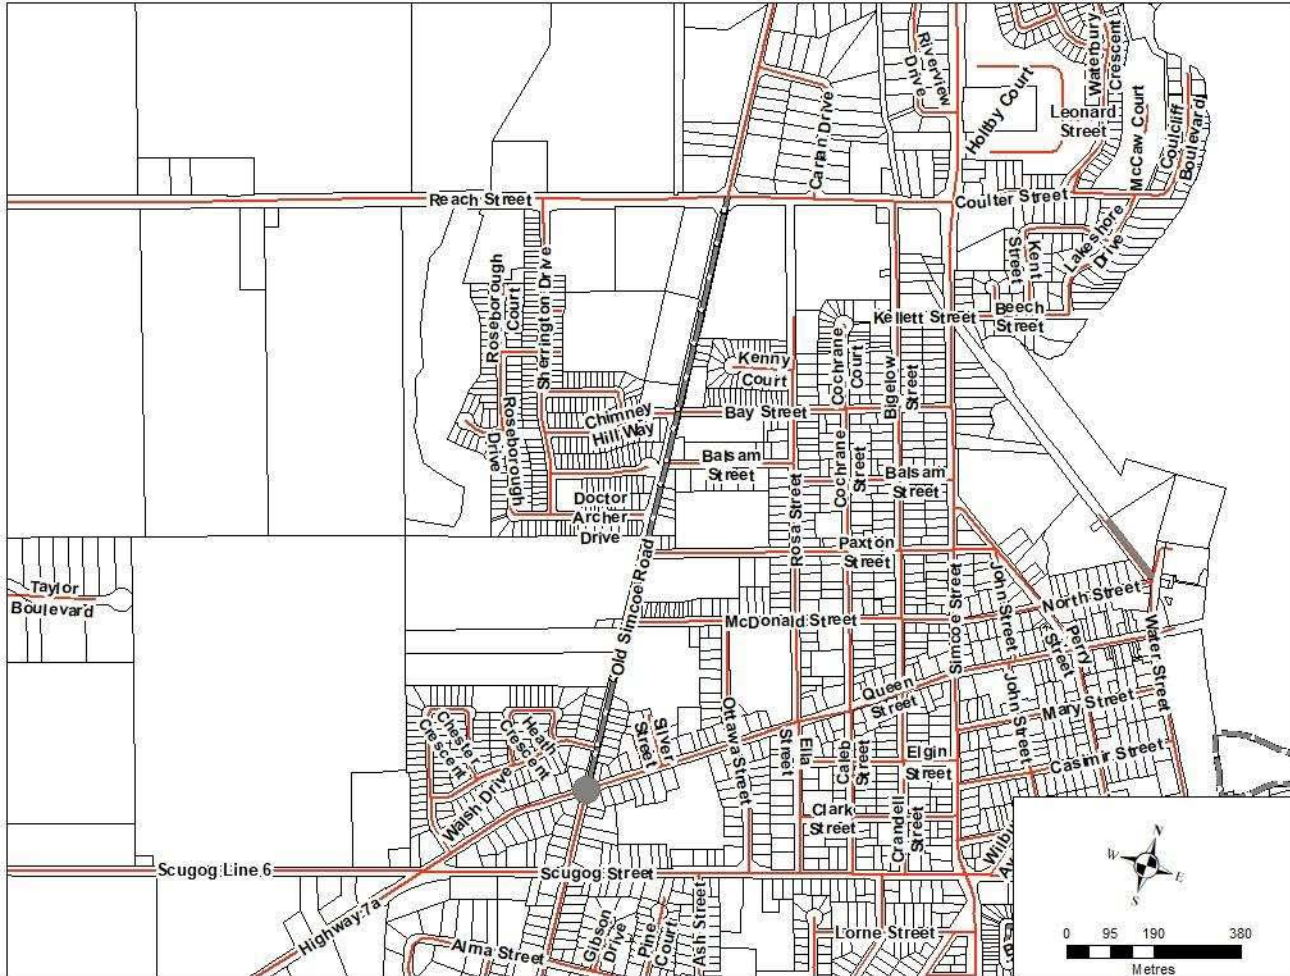 Riverview
Drive
Waterbury
Crescent
Holtby Court
Leonard
Street
McCaw Court
Coulcliff
Boulevard
Carlan Drive
Reach Street
Coulter Street
Lakeshore
Drive
Kent
Street
Beech
Street
Kellett Street
Roseborough
Court
Sherrington Drive
Kenny
Court
Cochrane
Court
Bigelow
Street
Chimney
Hill Way
Bay Street
Roseborough
Drive
Balsam
Street
Cochrane
Street
Balsam
Street
Doctor
Archer
Drive
Rosa Street
Paxton
Street
Old Simcoe Road
Taylor
Boulevard
John Street
North Street
McDonald Street
Simcoe Street
Perry
Street
Water Street
Queen
Street
John Street
Mary Street
Ottawa Street
Silver
Street
Chester
Crescent
Heath
Crescent
Ella
Street
Caleb
Street
Elgin
Street
Casimir Street
Walsh Drive
Clark
Street
Crandell
Street
Scugog Line 6
Scugog Street
Highway 7a
Alma Street
Gibson
Drive
Pine
Court
Ash Street
Lorne Street
N
W
E
S
0 95 190 380
Metres